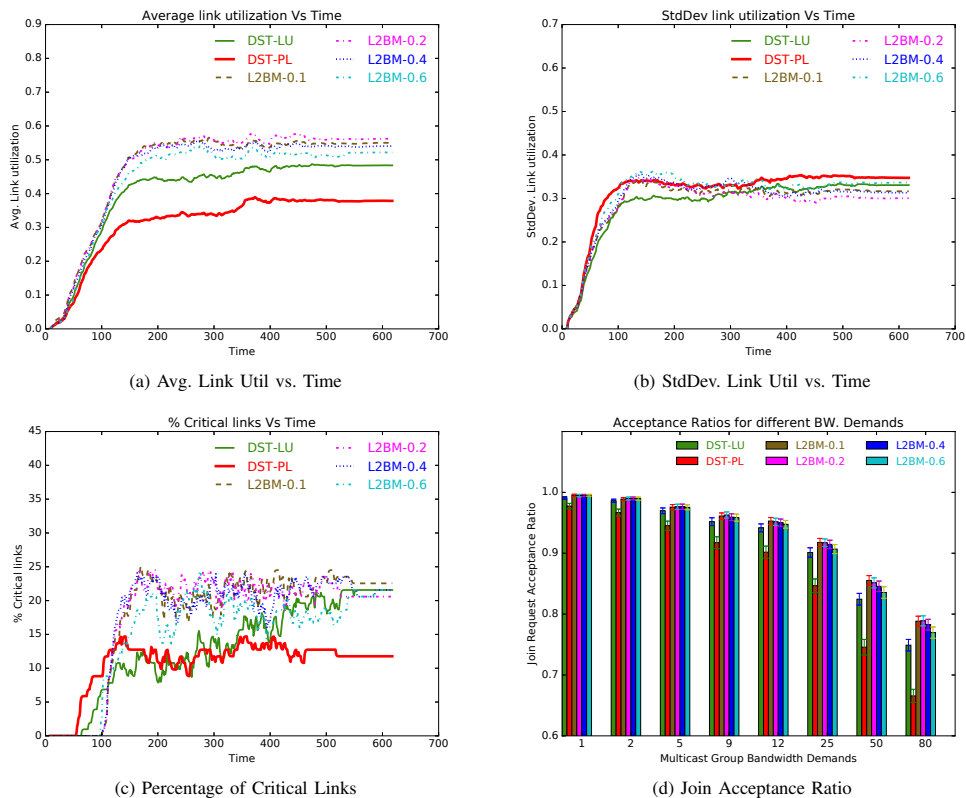 Average link utilization Vs Time
0.9
0.8
0.7
0.6
0.5
0.4
0.3
0.2
0.1
0.0
Avg. Link utilization
DST-LU
DST-PL
L2BM-0.1
L2BM-0.2
L2BM-0.4
L2BM-0.6
0 100 200 300 400 500 600 700
Time
(a) Avg. Link Util vs. Time
StdDev link utilization Vs Time
0.7
0.6
0.5
0.4
0.3
0.2
0.1
0.0
StdDev. Link utilization
DST-LU
DST-PL
L2BM-0.1
L2BM-0.2
L2BM-0.4
L2BM-0.6
0 100 200 300 400 500 600 700
Time
(b) StdDev. Link Util vs. Time
% Critical links Vs Time
45
40
35
30
25
20
15
10
5
0
% Critical links
DST-LU
DST-PL
L2BM-0.1
L2BM-0.2
L2BM-0.4
L2BM-0.6
0 100 200 300 400 500 600 700
Time
(c) Percentage of Critical Links
Acceptance Ratios for different BW. Demands
1.0
0.9
0.8
0.7
0.6
Join Request Acceptance Ratio
DST-LU
DST-PL
L2BM-0.1
L2BM-0.2
L2BM-0.4
L2BM-0.6
1 2 5 9 12 25 50 80
Multicast Group Bandwidth Demands
(d) Join Acceptance Ratio